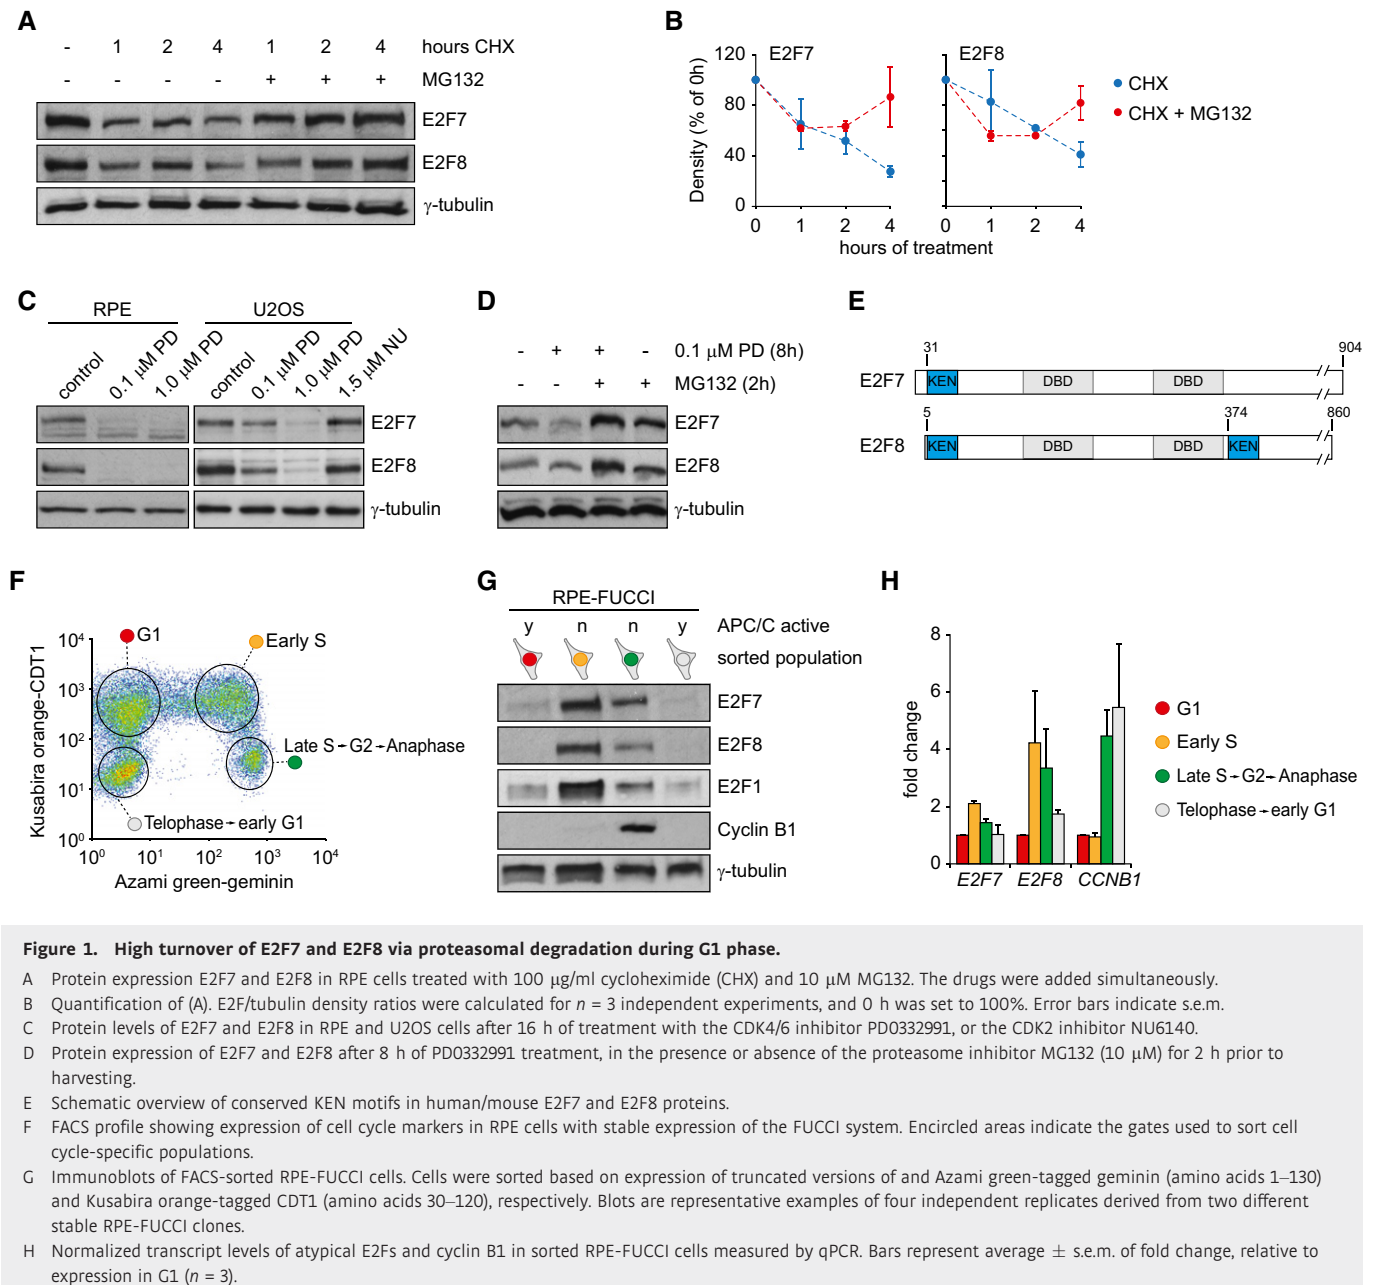 A
- 1 2 4 1 2 4 hours CHX
- - - - + + + MG132
E2F7
E2F8
γ-tubulin
B
E2F7
E2F8
120
80
40
0
Density (% of 0h)
0 1 2 4
0 1 2 4
hours of treatment
CHX
CHX + MG132
C
RPE
U2OS
control
0.1 μM PD
1.0 μM PD
control
0.1 μM PD
1.0 μM PD
1.5 μM NU
E2F7
E2F8
γ-tubulin
D
- + + - 0.1 μM PD (8h)
- - + + MG132 (2h)
E2F7
E2F8
γ-tubulin
E
31
904
E2F7
KEN DBD DBD
5
374
860
E2F8
KEN DBD DBD KEN
F
Kusabira orange-CDT1
10⁴
10³
10²
10¹
10⁰
10⁰ 10¹ 10² 10³ 10⁴
Azami green-geminin
G1
Early S
Late S→G2→Anaphase
Telophase→early G1
G
RPE-FUCCI
y n n y APC/C active
sorted population
E2F7
E2F8
E2F1
Cyclin B1
γ-tubulin
H
fold change
8
6
4
2
0
E2F7 E2F8 CCNB1
G1
Early S
Late S→G2→Anaphase
Telophase→early G1
Figure 1. High turnover of E2F7 and E2F8 via proteasomal degradation during G1 phase.
A Protein expression E2F7 and E2F8 in RPE cells treated with 100 μg/ml cycloheximide (CHX) and 10 μM MG132. The drugs were added simultaneously.
B Quantification of (A). E2F/tubulin density ratios were calculated for n = 3 independent experiments, and 0 h was set to 100%. Error bars indicate s.e.m.
C Protein levels of E2F7 and E2F8 in RPE and U2OS cells after 16 h of treatment with the CDK4/6 inhibitor PD0332991, or the CDK2 inhibitor NU6140.
D Protein expression of E2F7 and E2F8 after 8 h of PD0332991 treatment, in the presence or absence of the proteasome inhibitor MG132 (10 μM) for 2 h prior to
harvesting.
E Schematic overview of conserved KEN motifs in human/mouse E2F7 and E2F8 proteins.
F FACS profile showing expression of cell cycle markers in RPE cells with stable expression of the FUCCI system. Encircled areas indicate the gates used to sort cell
cycle-specific populations.
G Immunoblots of FACS-sorted RPE-FUCCI cells. Cells were sorted based on expression of truncated versions of and Azami green-tagged geminin (amino acids 1–130)
and Kusabira orange-tagged CDT1 (amino acids 30–120), respectively. Blots are representative examples of four independent replicates derived from two different
stable RPE-FUCCI clones.
H Normalized transcript levels of atypical E2Fs and cyclin B1 in sorted RPE-FUCCI cells measured by qPCR. Bars represent average ± s.e.m. of fold change, relative to
expression in G1 (n = 3).